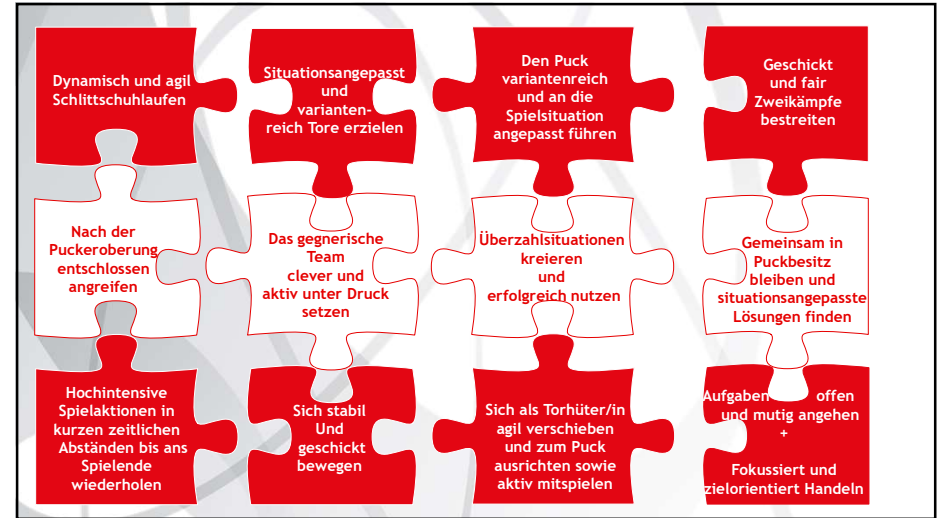 Dynamisch und agil
Schlittschuhlaufen
Situationsangepasst
und
varianten-
reich Tore erzielen
Den Puck
variantenreich
und an die
Spielsituation
angepasst führen
Geschickt
und fair
Zweikämpfe
bestreiten
Nach der
Puckeroberung
entschlossen
angreifen
Das gegnerische
Team
clever und
aktiv unter Druck
setzen
Überzahlsituationen
kreieren
und
erfolgreich nutzen
Gemeinsam in
Puckbesitz
bleiben und
situationsangepasste
Lösungen finden
Hochintensive
Spielaktionen in
kurzen zeitlichen
Abständen bis ans
Spielende
wiederholen
Sich stabil
Und
geschickt
bewegen
Sich als Torhüter/in
agil verschieben
und zum Puck
ausrichten sowie
aktiv mitspielen
Aufgaben offen
und mutig angehen
+
Fokussiert und
zielorientiert Handeln